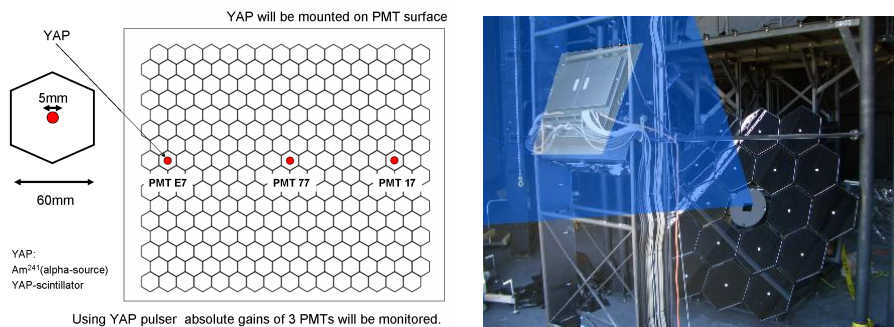 YAP will be mounted on PMT surface
YAP
5mm
60mm
PMT E7
PMT 77
PMT 17
YAP:
Am241(alpha-source)
YAP-scintillator
Using YAP pulser absolute gains of 3 PMTs will be monitored.